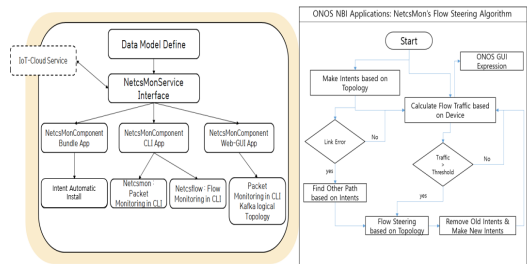 ONOS NBI Applications: NetcsMon's Flow Steering Algorithm
Data Model Define
IoT-Cloud Service
NetcsMonService
Interface
NetcsMonComponent
Bundle App
NetcsMonComponent
CLI App
NetcsMonComponent
Web-GUI App
Intent Automatic
Install
Netcsmon -
Packet
Monitoring in CLI
Netcsflow - Flow
Monitoring in CLI
Packet
Monitoring in CLI
Kafka logical
Topology
Start
ONOS GUI
Expression
Make Intents based on
Topology
Calculate Flow Traffic based
on Device
Link Error
No
yes
Traffic
>
Threshold
No
yes
Find Other Path
based on Intents
Flow Steering
based on Topology
Remove Old Intents &
Make New Intents